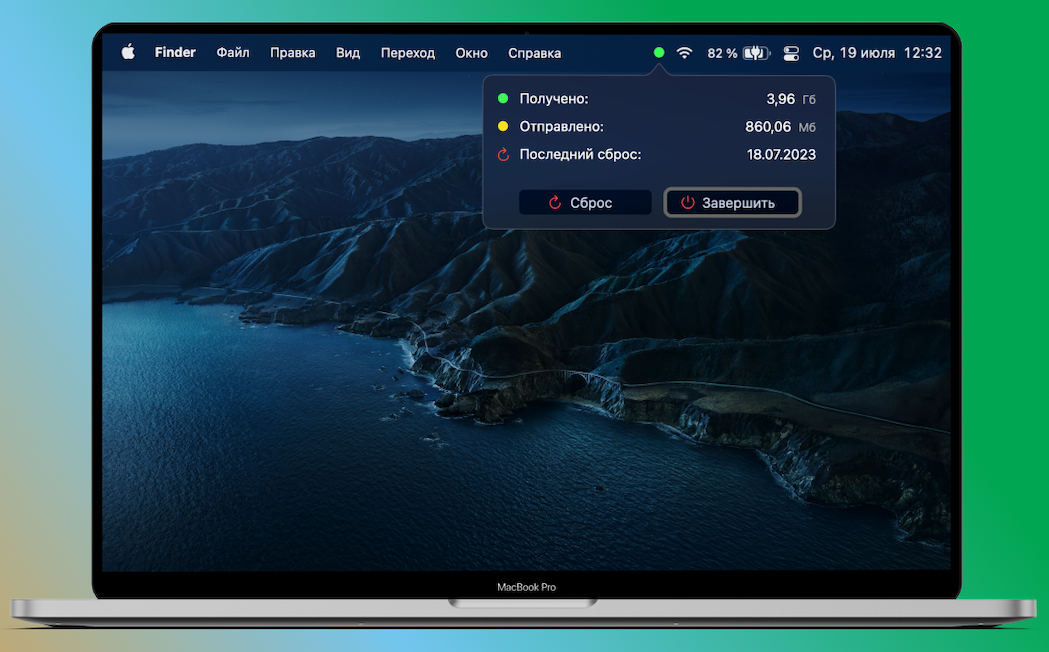 Finder Файл Правка Вид Переход Окно Справка 82 % Ср, 19 июля 12:32
Получено: 3,96 Гб
Отправлено: 860,06 Мб
Последний сброс: 18.07.2023
Сброс Завершить
MacBook Pro